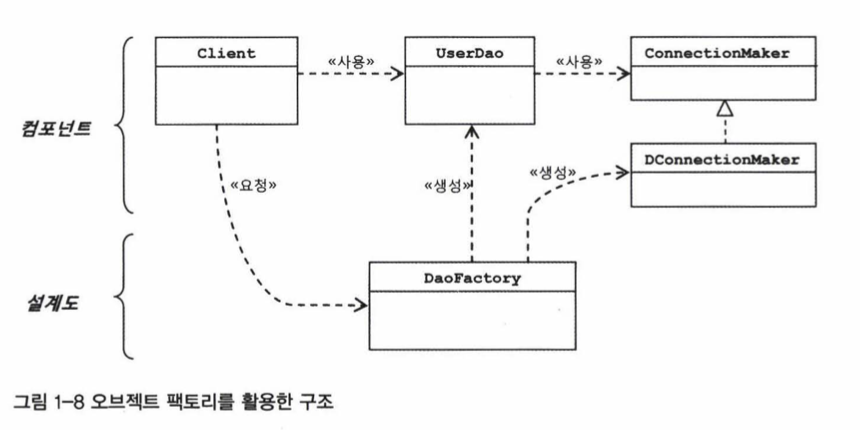 Client
«사용»
UserDao
«사용»
ConnectionMaker
컴포넌트
«요청»
«생성»
«생성»
DConnectionMaker
설계도
DaoFactory
그림 1-8 오브젝트 팩토리를 활용한 구조